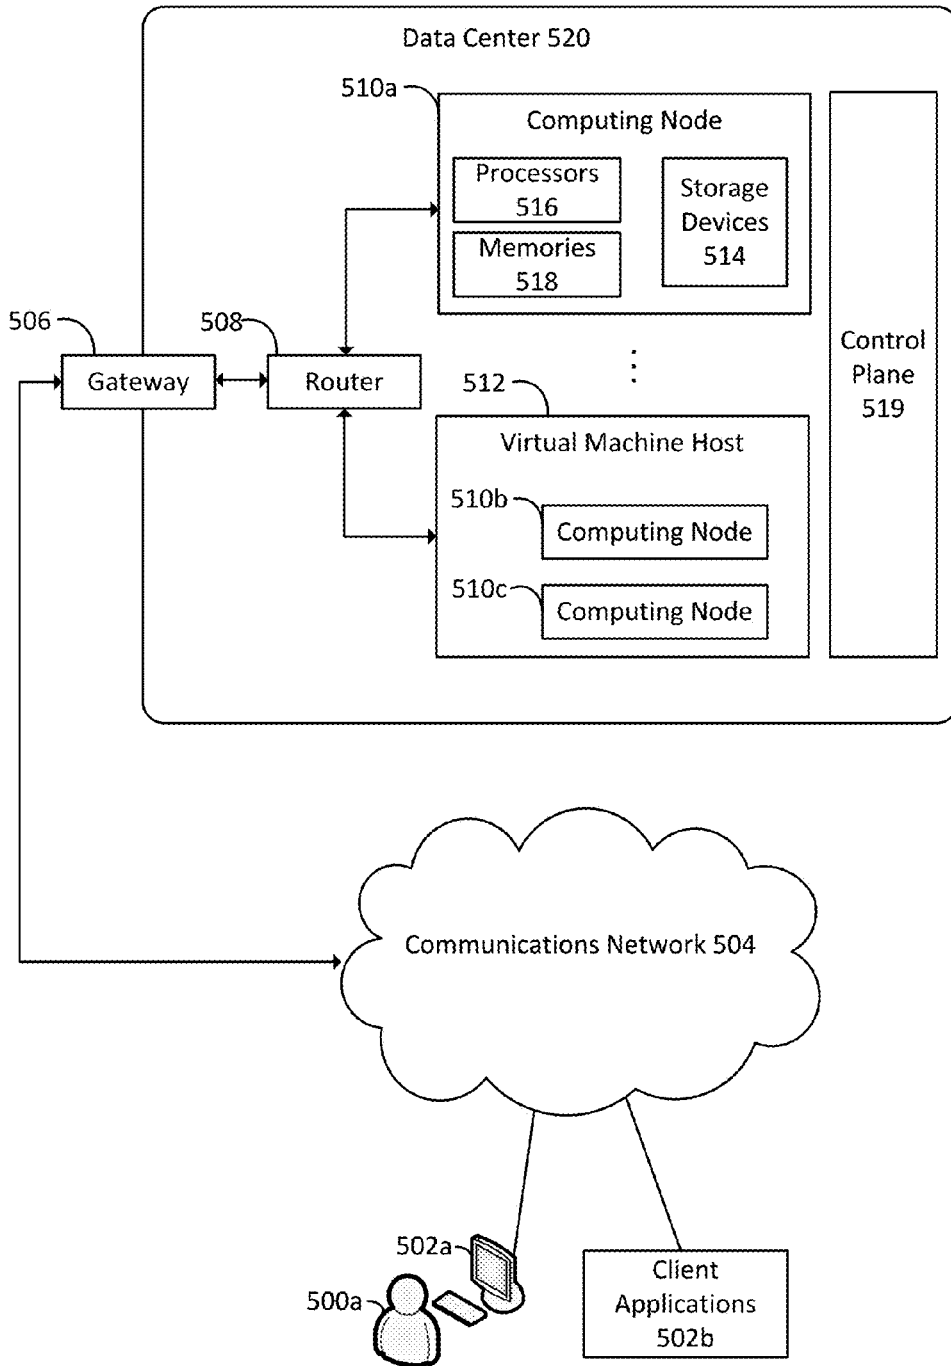 Data Center 520
510a
Computing Node
Processors
516
Storage
Devices
514
Memories
518
Control
Plane
519
506
508
Gateway
Router
512
Virtual Machine Host
510b
Computing Node
510c
Computing Node
Communications Network 504
502a
500a
Client
Applications
502b